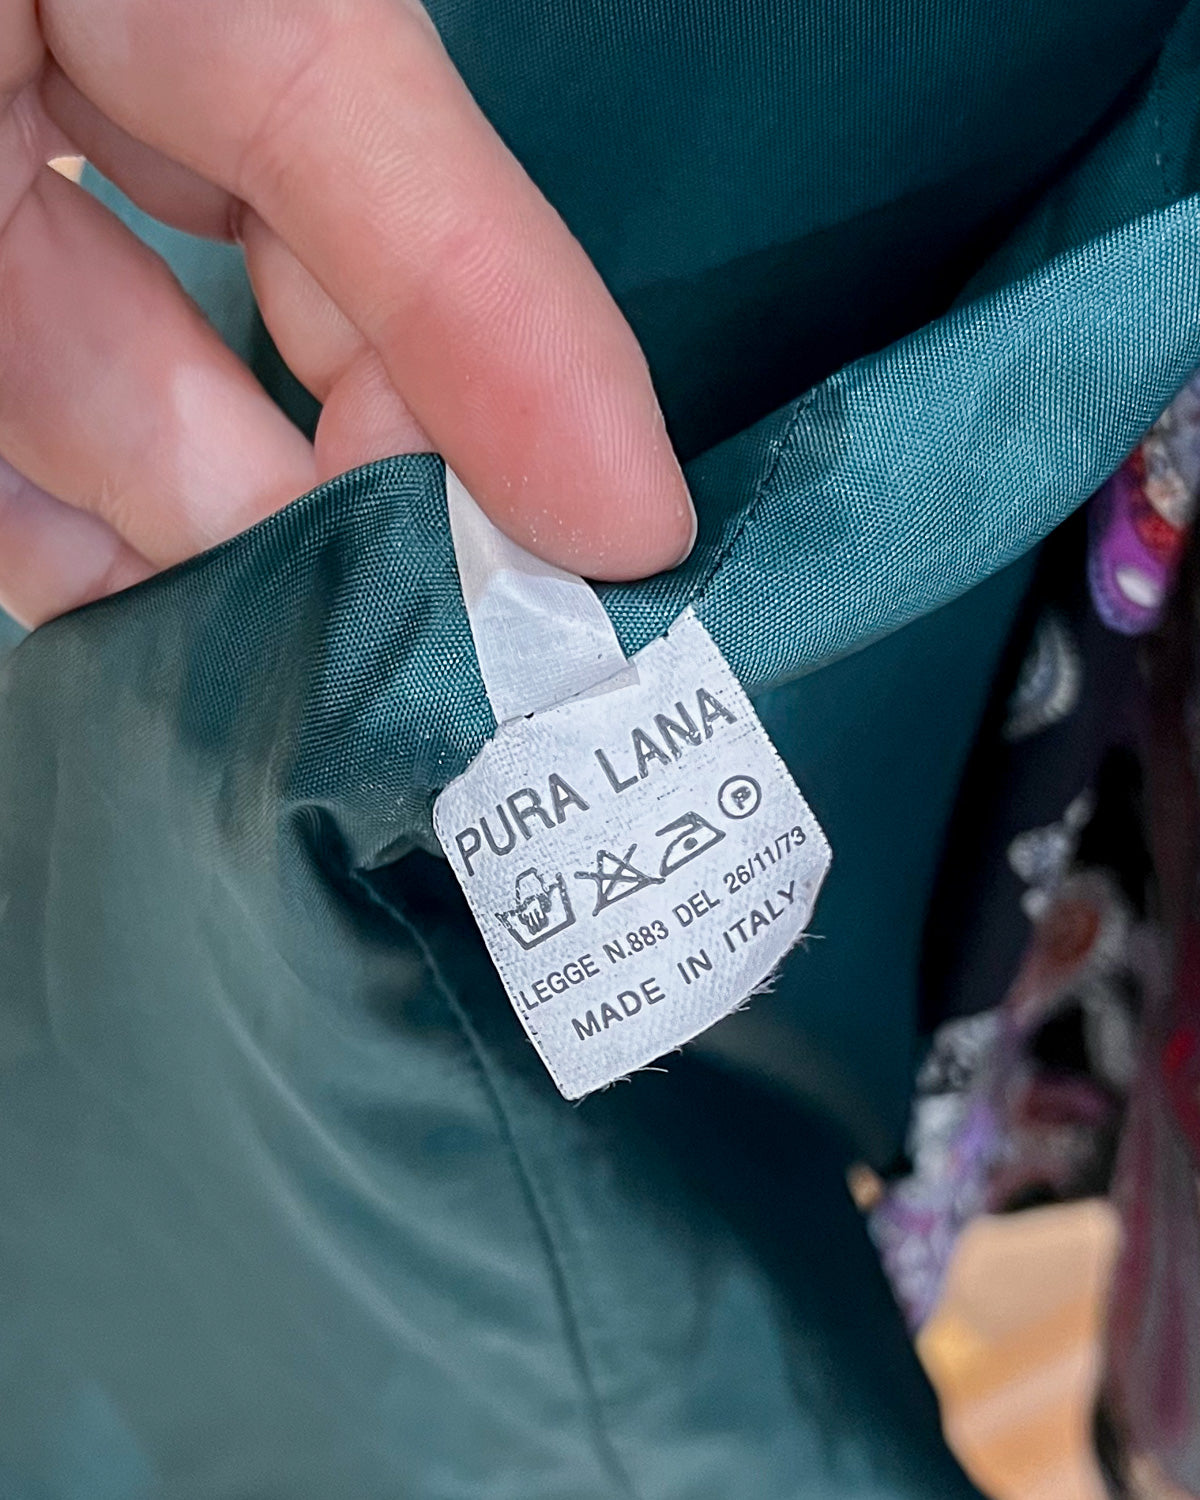 PURA LANA
P
LEGGE N.883 DEL 26/11/73
MADE IN ITALY